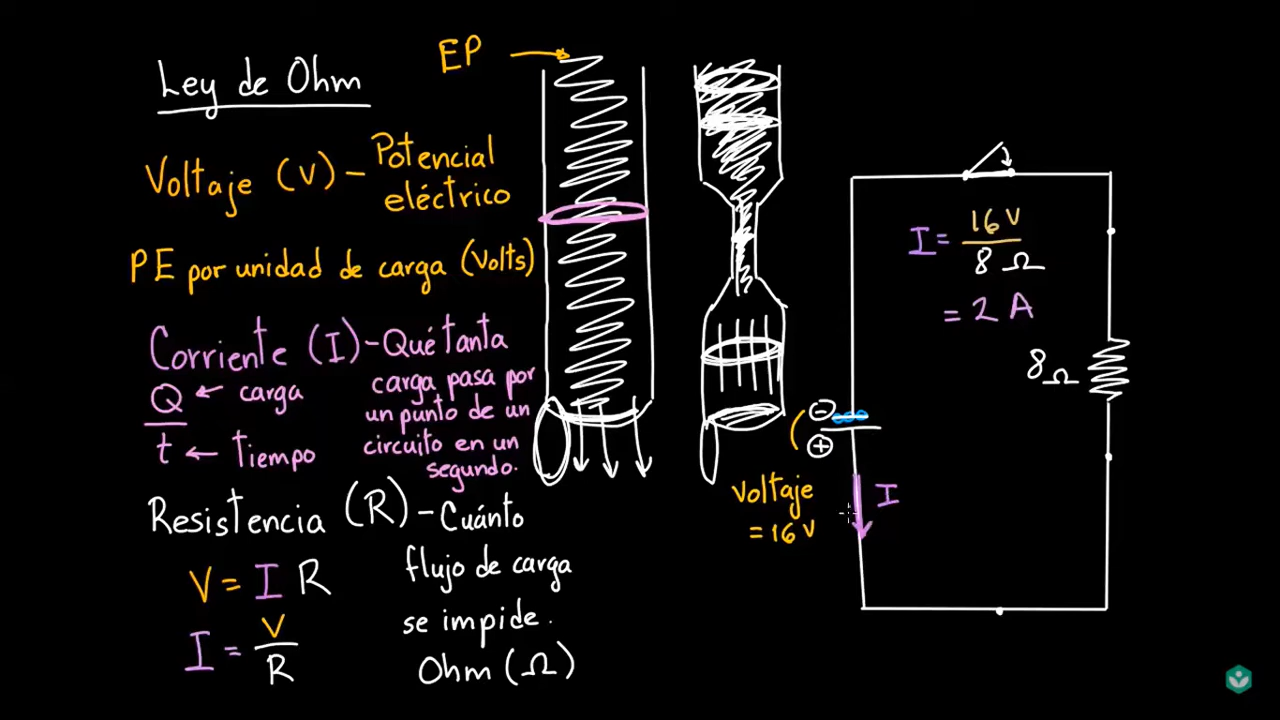 Ley de Ohm
EP
Voltaje (V) – Potencial
eléctrico
PE por unidad de carga (Volts)
Corriente (I) – Qué tanta
carga pasa por
un punto de un
circuito en un
segundo.
Q ← carga
t ← Tiempo
Resistencia (R) – Cuánto
flujo de carga
se impide.
Ohm (Ω)
V = I R
I = V
R
I = 16 V
8 Ω
= 2 A
8 Ω
−
+
Voltaje
= 16 V
I